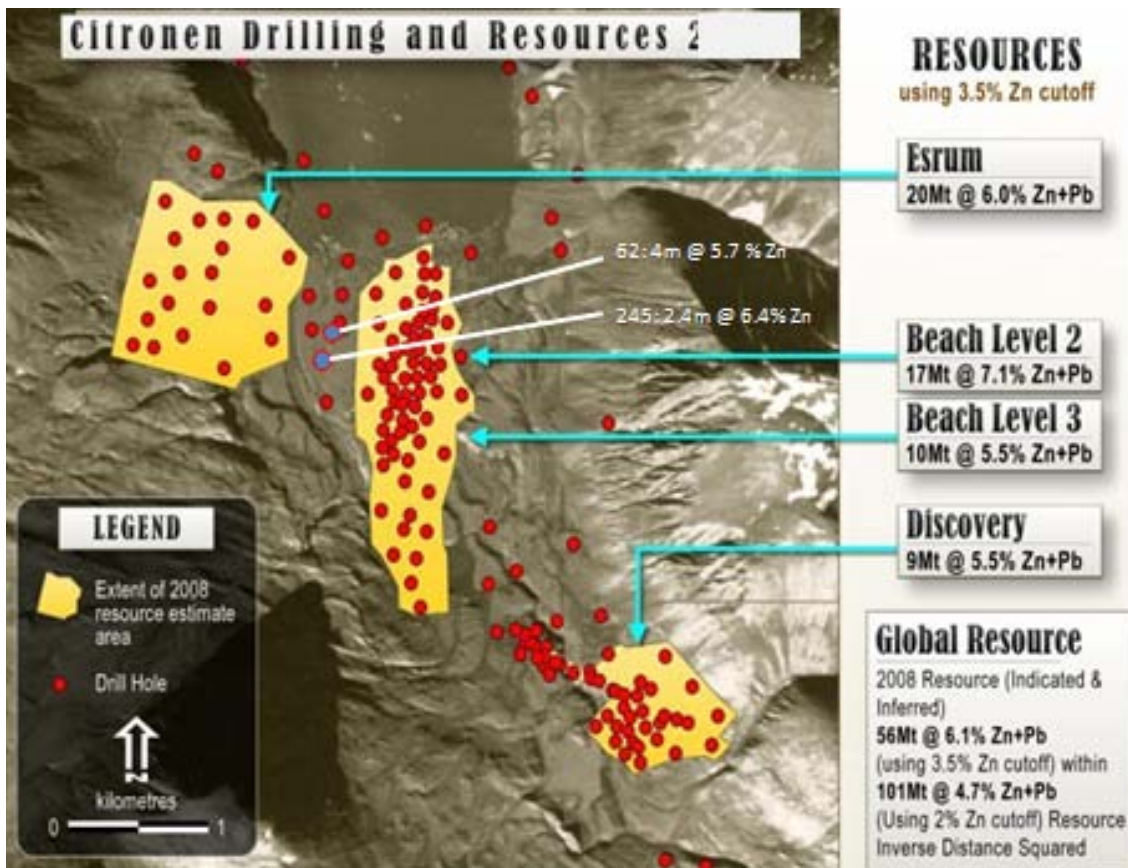 Citronen Drilling and Resources 2
RESOURCES
using 3.5% Zn cutoff
Esrum
20Mt @ 6.0% Zn+Pb
62: 4m @ 5.7 % Zn
245: 2.4m @ 6.4% Zn
Beach Level 2
17Mt @ 7.1% Zn+Pb
Beach Level 3
10Mt @ 5.5% Zn+Pb
Discovery
9Mt @ 5.5% Zn+Pb
LEGEND
Extent of 2008
resource estimate
area
Drill Hole
kilometres
0 1
Global Resource
2008 Resource (Indicated &
Inferred)
56Mt @ 6.1% Zn+Pb
(using 3.5% Zn cutoff) within
101Mt @ 4.7% Zn+Pb
(Using 2% Zn cutoff) Resource
Inverse Distance Squared